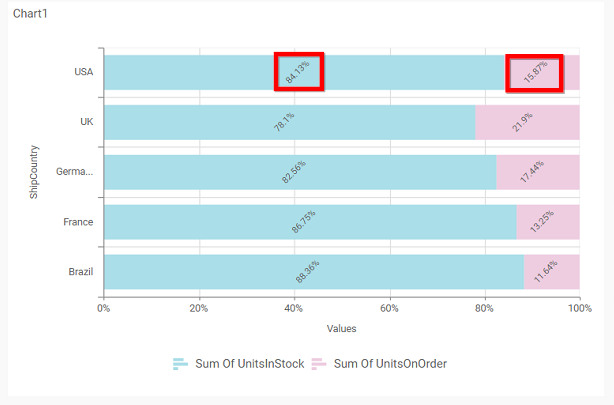 Chart1
USA
84.13%
15.87%
UK
78.1%
21.9%
Germa...
82.56%
17.44%
ShipCountry
France
86.75%
13.25%
Brazil
88.36%
11.64%
0%
20%
40%
60%
80%
100%
Values
Sum Of UnitsInStock
Sum Of UnitsOnOrder